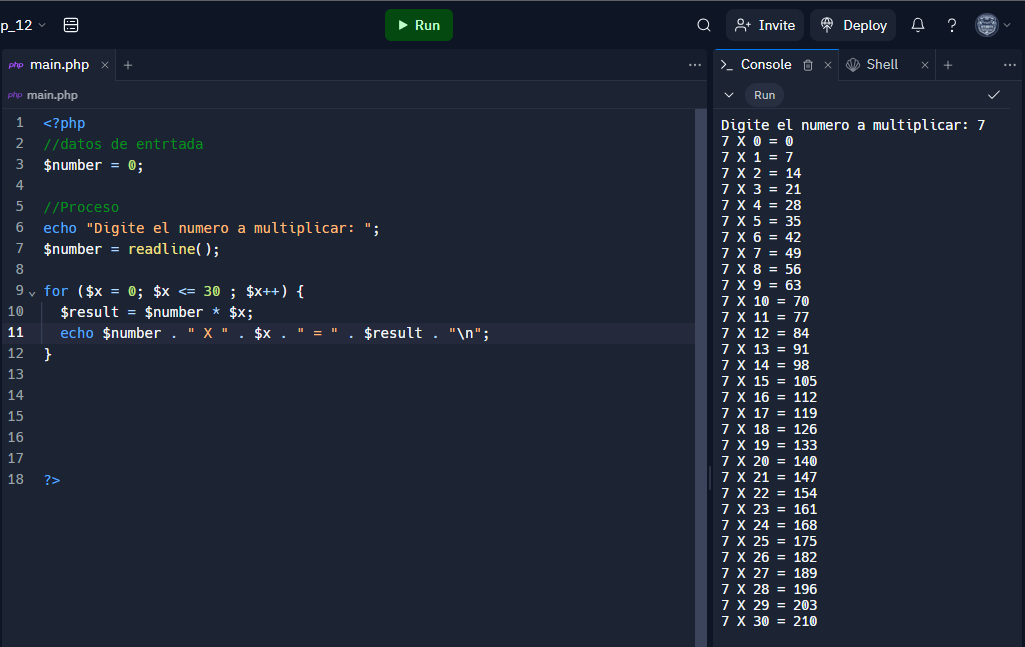 p_12
Run
Invite
Deploy
php main.php
Console
Shell
php main.php
Run
1 <?php
2 //datos de entrtada
3 $number = 0;
4
5 //Proceso
6 echo "Digite el numero a multiplicar: ";
7 $number = readline();
8
9 for ($x = 0; $x <= 30 ; $x++) {
10 $result = $number * $x;
11 echo $number . " X " . $x . " = " . $result . "\n";
12 }
13
14
15
16
17
18 ?>
Digite el numero a multiplicar: 7
7 X 0 = 0
7 X 1 = 7
7 X 2 = 14
7 X 3 = 21
7 X 4 = 28
7 X 5 = 35
7 X 6 = 42
7 X 7 = 49
7 X 8 = 56
7 X 9 = 63
7 X 10 = 70
7 X 11 = 77
7 X 12 = 84
7 X 13 = 91
7 X 14 = 98
7 X 15 = 105
7 X 16 = 112
7 X 17 = 119
7 X 18 = 126
7 X 19 = 133
7 X 20 = 140
7 X 21 = 147
7 X 22 = 154
7 X 23 = 161
7 X 24 = 168
7 X 25 = 175
7 X 26 = 182
7 X 27 = 189
7 X 28 = 196
7 X 29 = 203
7 X 30 = 210